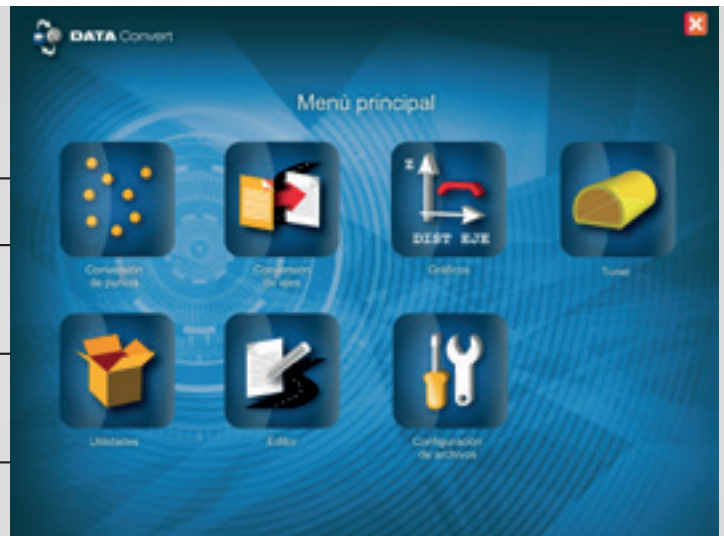 DATA Convert
Menú principal
Z
DIST EJE
Conversión
de puntos
Conversión
de ejes
Gráficos
Túnel
Utilidades
Editor
Configuración
de archivos